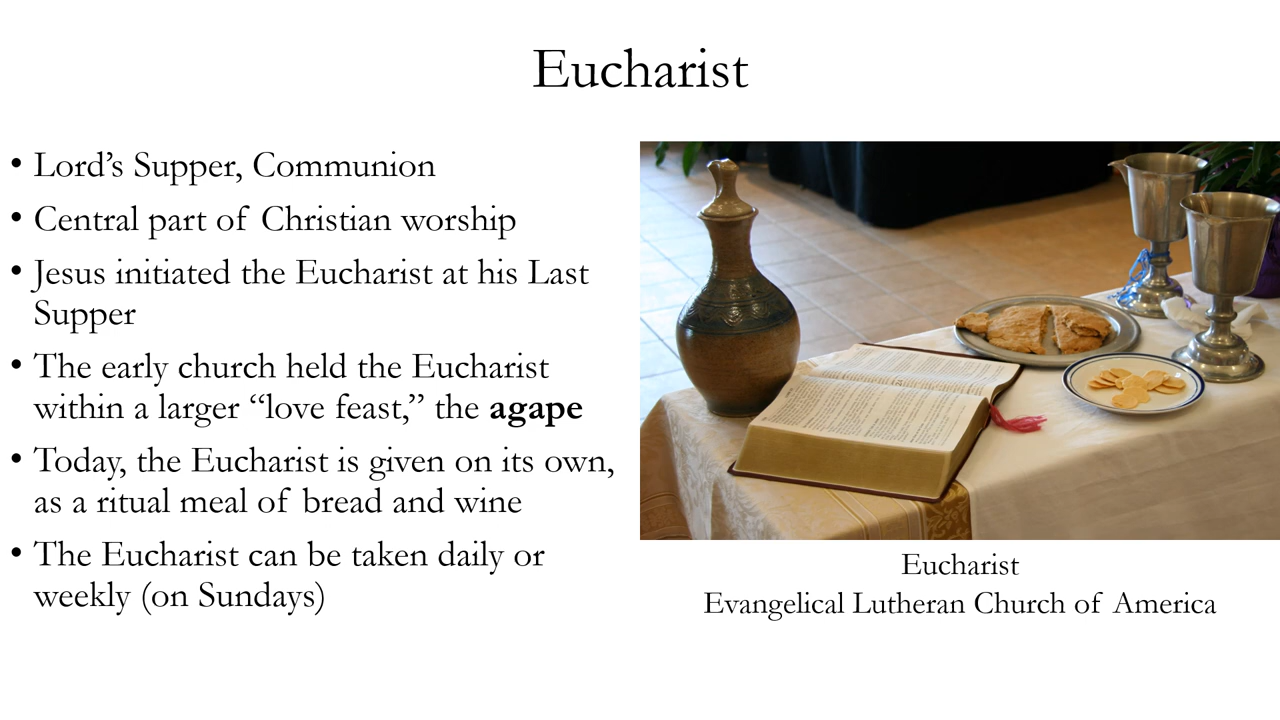 Eucharist
• Lord’s Supper, Communion
• Central part of Christian worship
• Jesus initiated the Eucharist at his Last
Supper
• The early church held the Eucharist
within a larger “love feast,” the agape
• Today, the Eucharist is given on its own,
as a ritual meal of bread and wine
• The Eucharist can be taken daily or
weekly (on Sundays)
Eucharist
Evangelical Lutheran Church of America